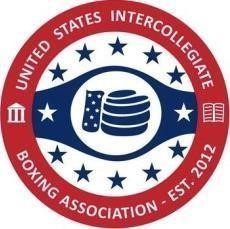 UNITED STATES INTERCOLLEGIATE
BOXING ASSOCIATION - EST. 2012